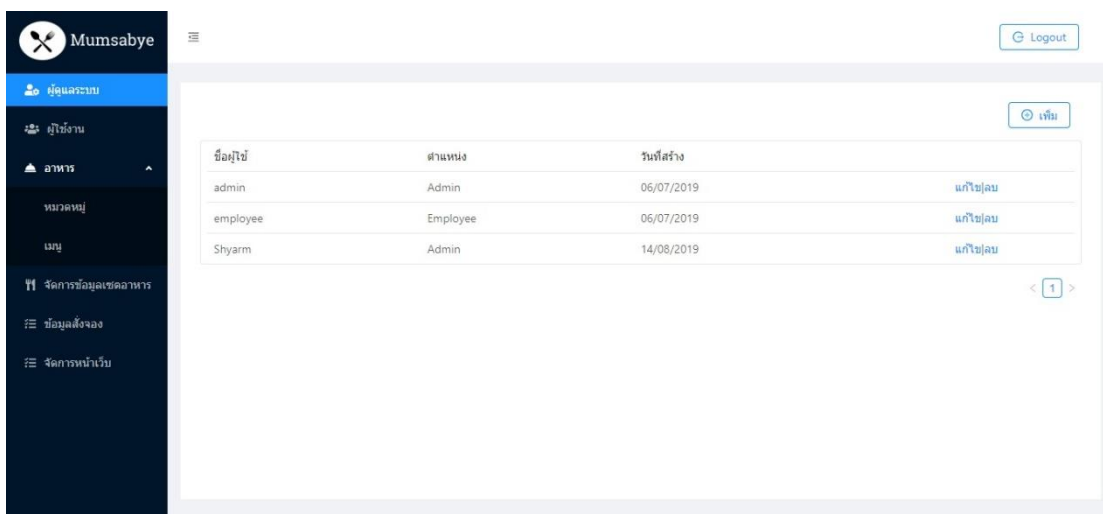 Mumsabye
Logout
ผู้ดูแลระบบ
ผู้ใช้งาน
อาหาร
หมวดหมู่
เมนู
จัดการข้อมูลเซตอาหาร
ข้อมูลสั่งจอง
จัดการหน้าเว็บ
เพิ่ม
ชื่อผู้ใช้ ตำแหน่ง วันที่สร้าง
admin Admin 06/07/2019 แก้ไข|ลบ
employee Employee 06/07/2019 แก้ไข|ลบ
Shyarm Admin 14/08/2019 แก้ไข|ลบ
< 1 >